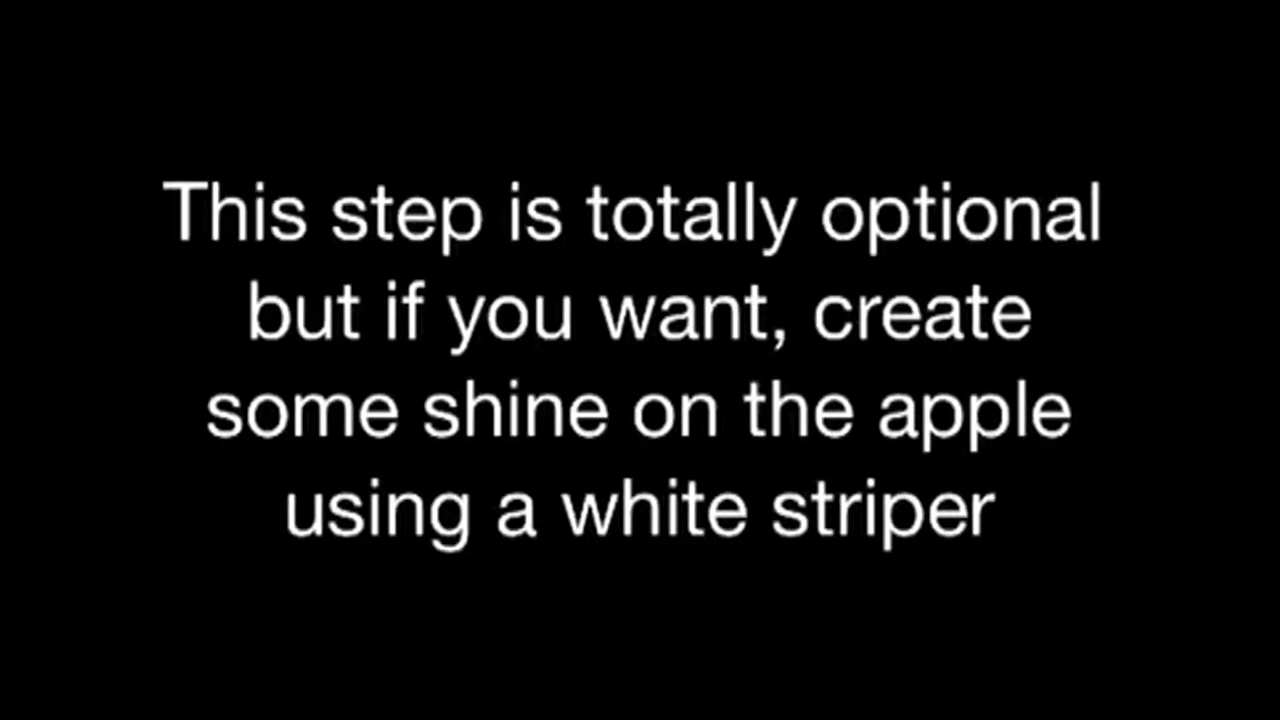 This step is totally optional
but if you want, create
some shine on the apple
using a white striper